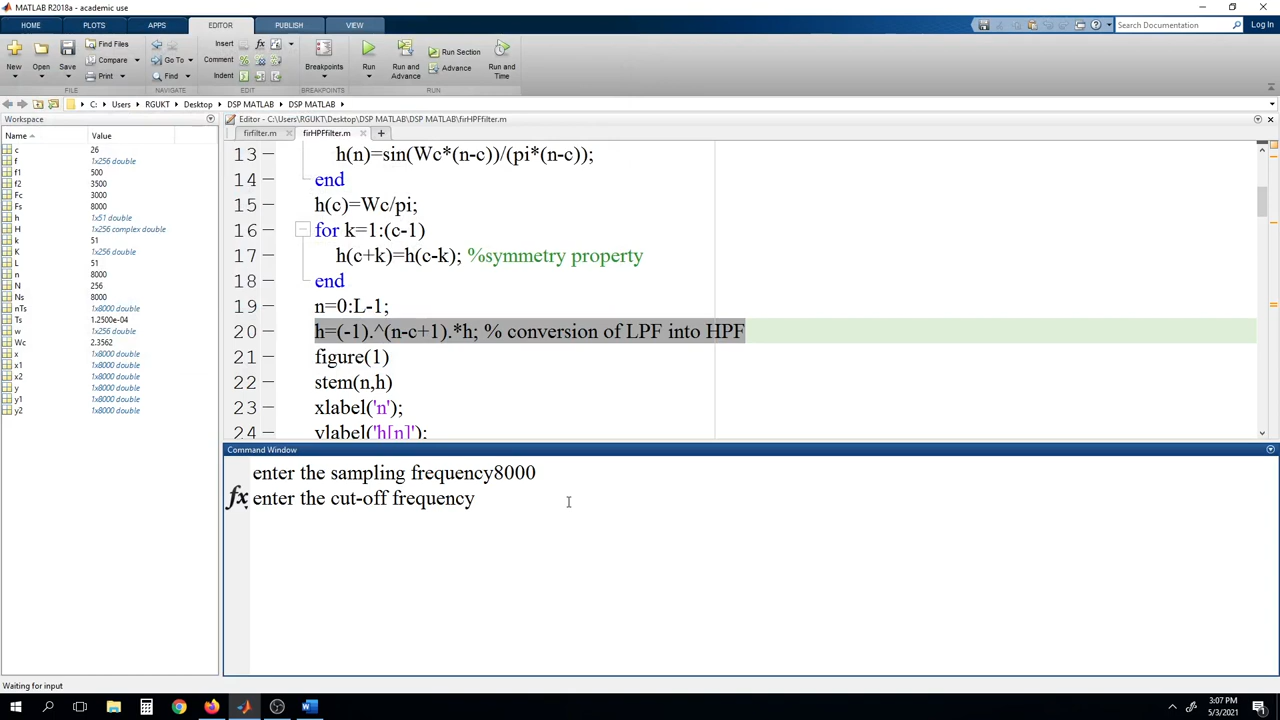 MATLAB R2018a - academic use
HOME PLOTS APPS EDITOR PUBLISH VIEW Search Documentation Log In
New Open Save Find Files Compare Print Go To Find Insert Comment Indent Breakpoints Run Run and Advance Run Section Advance Run and Time
FILE NAVIGATE EDIT BREAKPOINTS RUN
C: Users RGUKT Desktop DSP MATLAB DSP MATLAB
Workspace
Name Value
c 26
f 1x256 double
f1 500
f2 3500
Fc 3000
Fs 8000
h 1x51 double
H 1x256 complex double
k 51
K 1x256 double
L 51
n 8000
N 256
Ns 8000
nTs 1x8000 double
Ts 1.2500e-04
w 1x256 double
Wc 2.3562
x 1x8000 double
x1 1x8000 double
x2 1x8000 double
y 1x8000 double
y1 1x8000 double
y2 1x8000 double
Editor - C:\Users\RGUKT\Desktop\DSP MATLAB\DSP MATLAB\firHPFfilter.m
firfilter.m firHPFfilter.m
13 h(n)=sin(Wc*(n-c))/(pi*(n-c));
14 end
15 h(c)=Wc/pi;
16 for k=1:(c-1)
17 h(c+k)=h(c-k); %symmetry property
18 end
19 n=0:L-1;
20 h=(-1).^(n-c+1).*h; % conversion of LPF into HPF
21 figure(1)
22 stem(n,h)
23 xlabel('n');
24 ylabel('h[n]');
Command Window
enter the sampling frequency8000
fx enter the cut-off frequency
Waiting for input
3:07 PM
5/3/2021